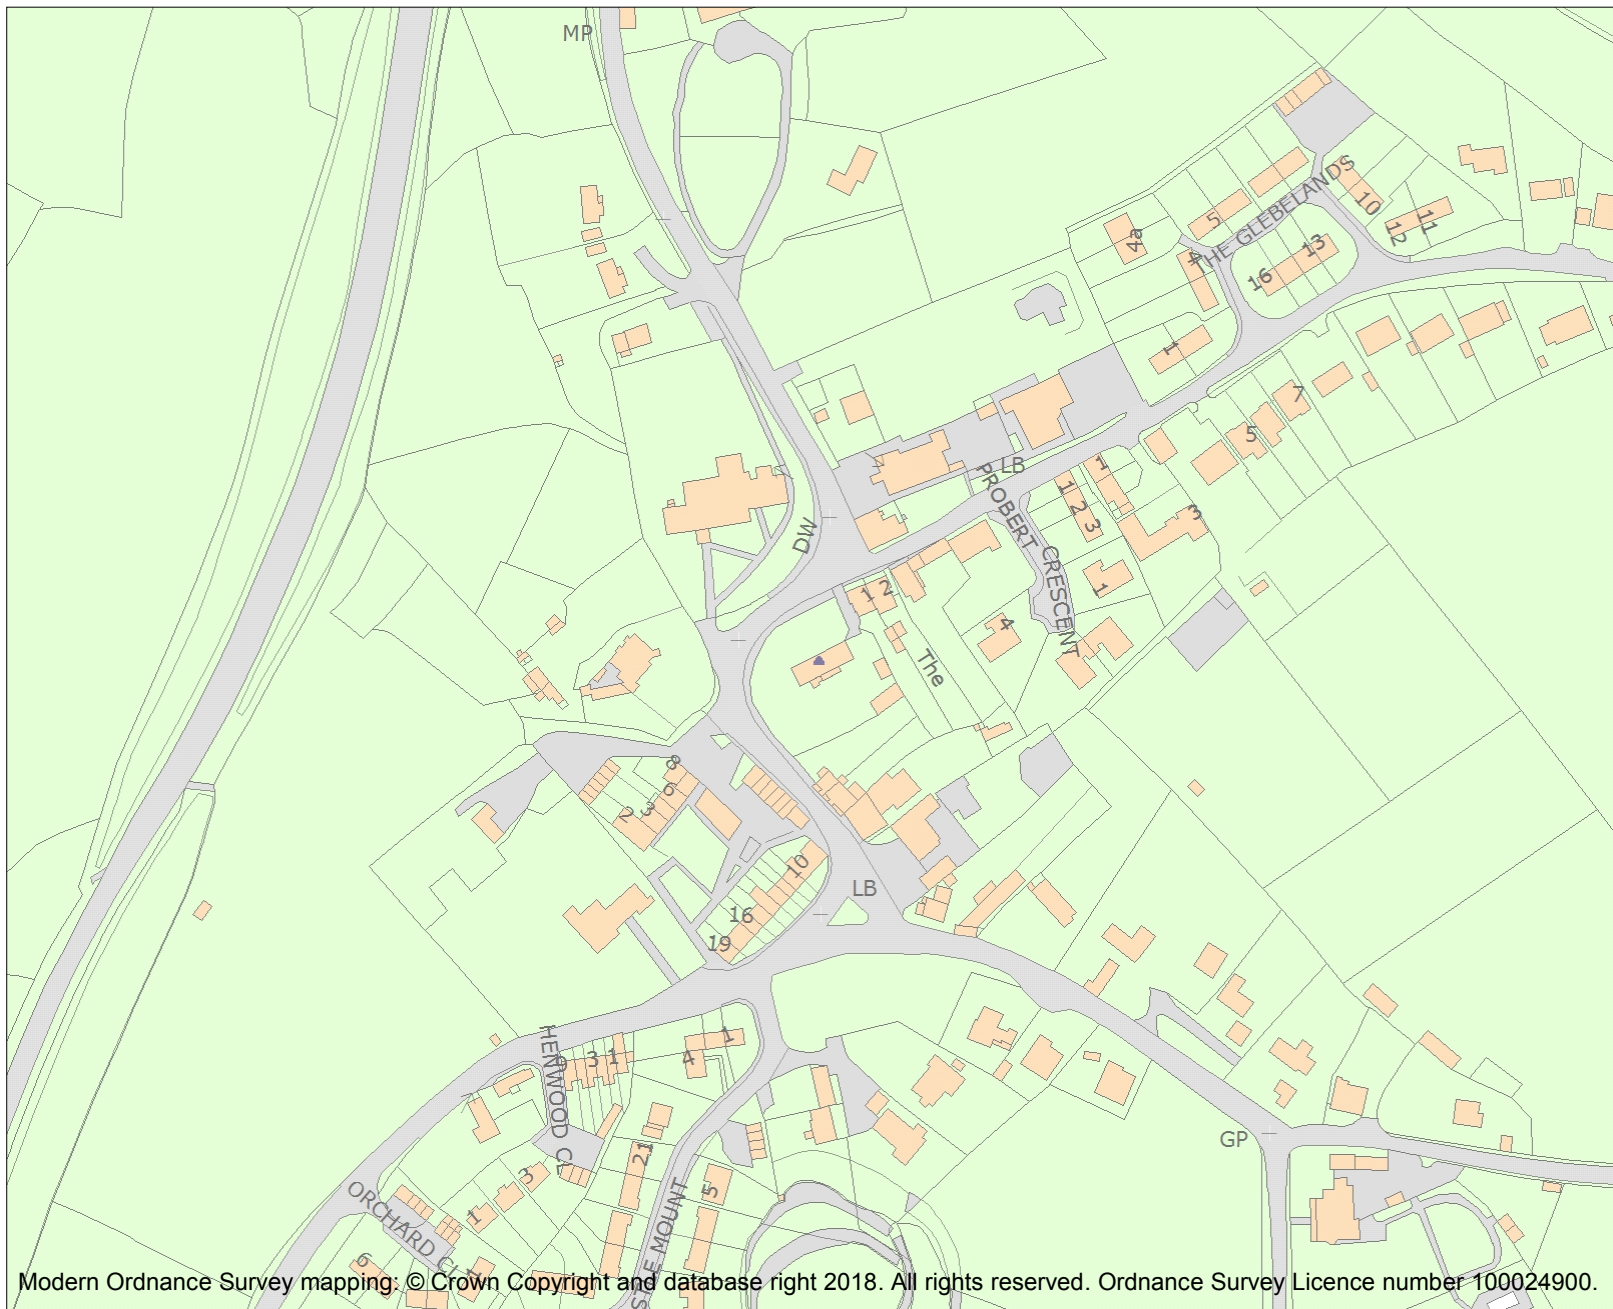 MP
THE GLEBELANDS
10
11
12
5
4a
4
13
16
1
7
5
LB
PROBERT
CRESCENT
1
1
2
3
3
1
DW
1
2
4
The
8
6
3
2
10
LB
16
19
HENWOOD CL
3
1
1
4
21
3
1
5
GP
ORCHARD CL
6
Modern Ordnance Survey mapping: © Crown Copyright and database right 2018. All rights reserved. Ordnance Survey Licence number 100024900.